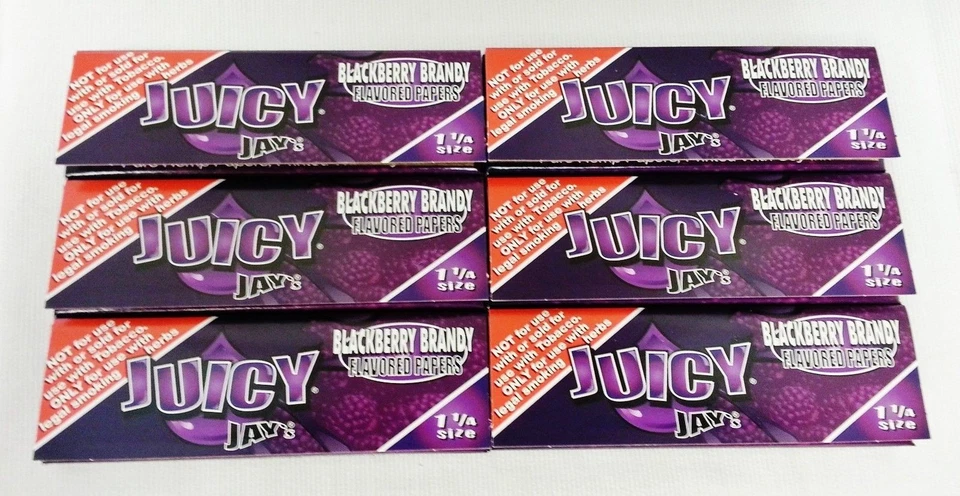 NOT for use
with or sold for
use with Tobacco.
ONLY for use with
legal smoking herbs
JUICY
JAY'S®
BLACKBERRY BRANDY
FLAVORED PAPERS
1 1/4
size
NOT for use
with or sold for
use with Tobacco.
ONLY for use with
legal smoking herbs
JUICY
JAY'S®
BLACKBERRY BRANDY
FLAVORED PAPERS
1 1/4
size
NOT for use
with or sold for
use with Tobacco.
ONLY for use with
legal smoking herbs
JUICY
JAY'S®
BLACKBERRY BRANDY
FLAVORED PAPERS
1 1/4
size
NOT for use
with or sold for
use with Tobacco.
ONLY for use with
legal smoking herbs
JUICY
JAY'S®
BLACKBERRY BRANDY
FLAVORED PAPERS
1 1/4
size
NOT for use
with or sold for
use with Tobacco.
ONLY for use with
legal smoking herbs
JUICY
JAY'S®
BLACKBERRY BRANDY
FLAVORED PAPERS
1 1/4
size
NOT for use
with or sold for
use with Tobacco.
ONLY for use with
legal smoking herbs
JUICY
JAY'S®
BLACKBERRY BRANDY
FLAVORED PAPERS
1 1/4
size